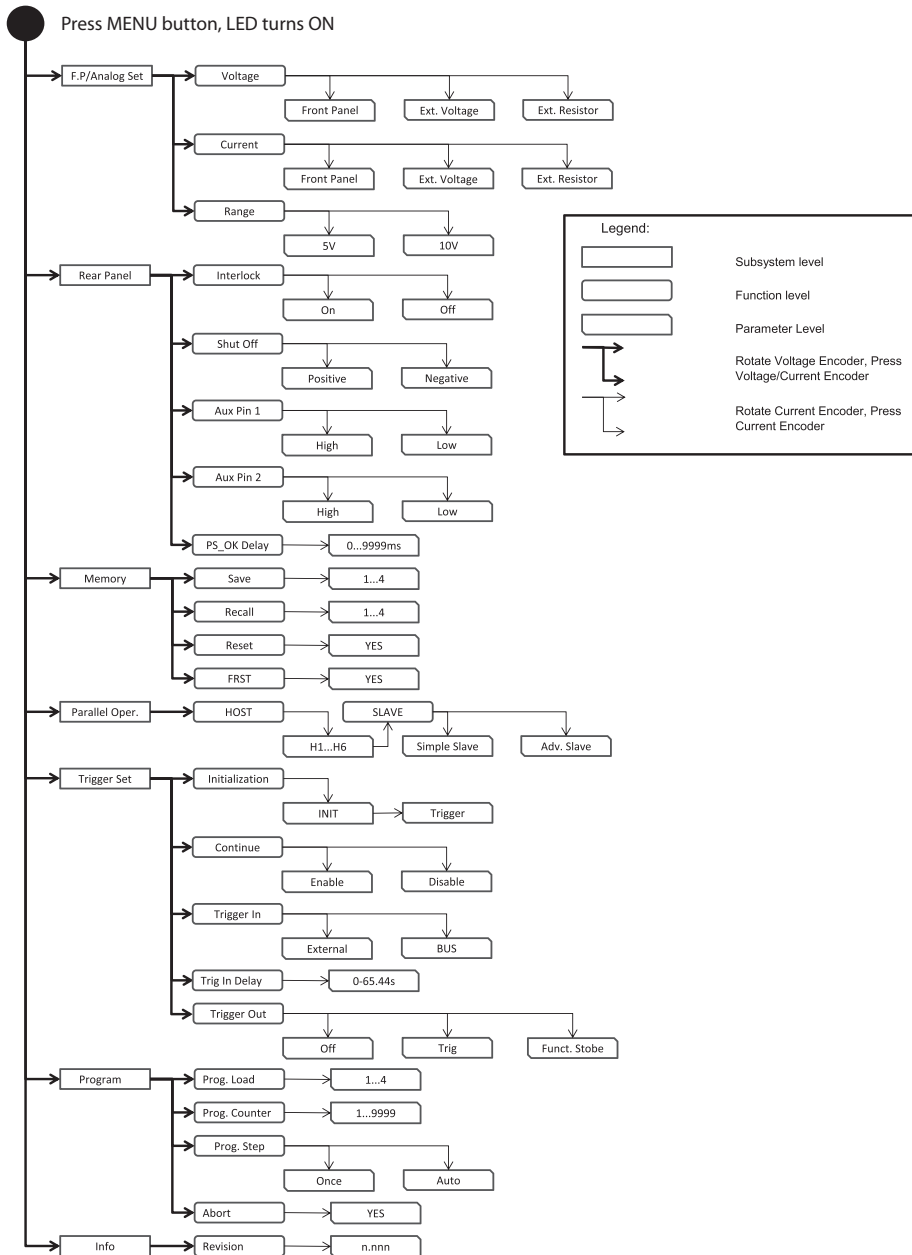 Press MENU button, LED turns ON
F.P/Analog Set
Voltage
Front Panel
Ext. Voltage
Ext. Resistor
Current
Front Panel
Ext. Voltage
Ext. Resistor
Range
5V
10V
Legend:
Subsystem level
Function level
Parameter Level
Rotate Voltage Encoder, Press
Voltage/Current Encoder
Rotate Current Encoder, Press
Current Encoder
Rear Panel
Interlock
On
Off
Shut Off
Positive
Negative
Aux Pin 1
High
Low
Aux Pin 2
High
Low
PS_OK Delay
0...9999ms
Memory
Save
1...4
Recall
1...4
Reset
YES
FRST
YES
Parallel Oper.
HOST
SLAVE
H1...H6
Simple Slave
Adv. Slave
Trigger Set
Initialization
INIT
Trigger
Continue
Enable
Disable
Trigger In
External
BUS
Trig In Delay
0-65.44s
Trigger Out
Off
Trig
Funct. Stobe
Program
Prog. Load
1...4
Prog. Counter
1...9999
Prog. Step
Once
Auto
Abort
YES
Info
Revision
n.nnn